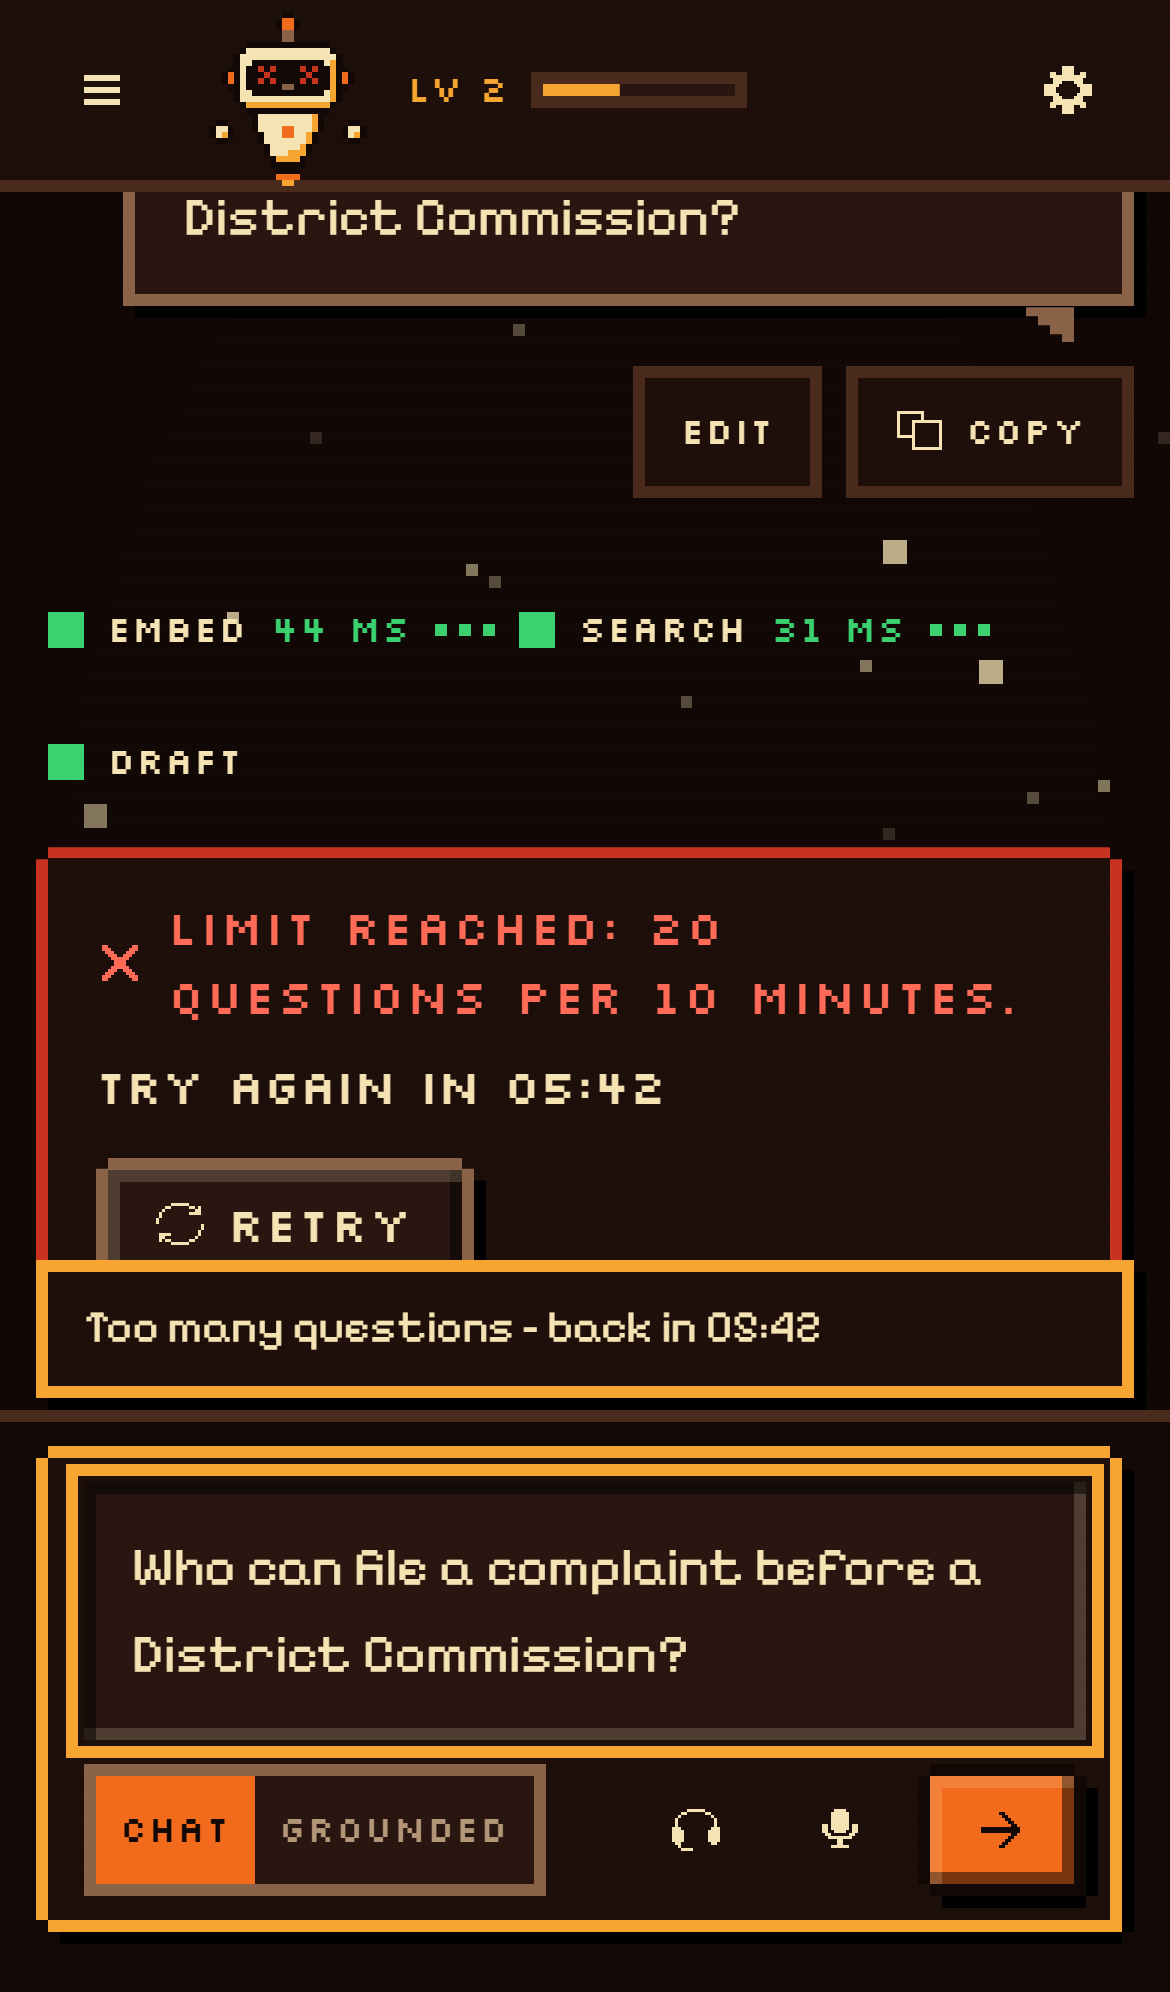 LV 2
District Commission?
EDIT
COPY
EMBED 44 MS SEARCH 31 MS
DRAFT
LIMIT REACHED: 20
QUESTIONS PER 10 MINUTES.
TRY AGAIN IN 05:42
RETRY
Too many questions - back in 05:42
Who can file a complaint before a
District Commission?
CHAT GROUNDED